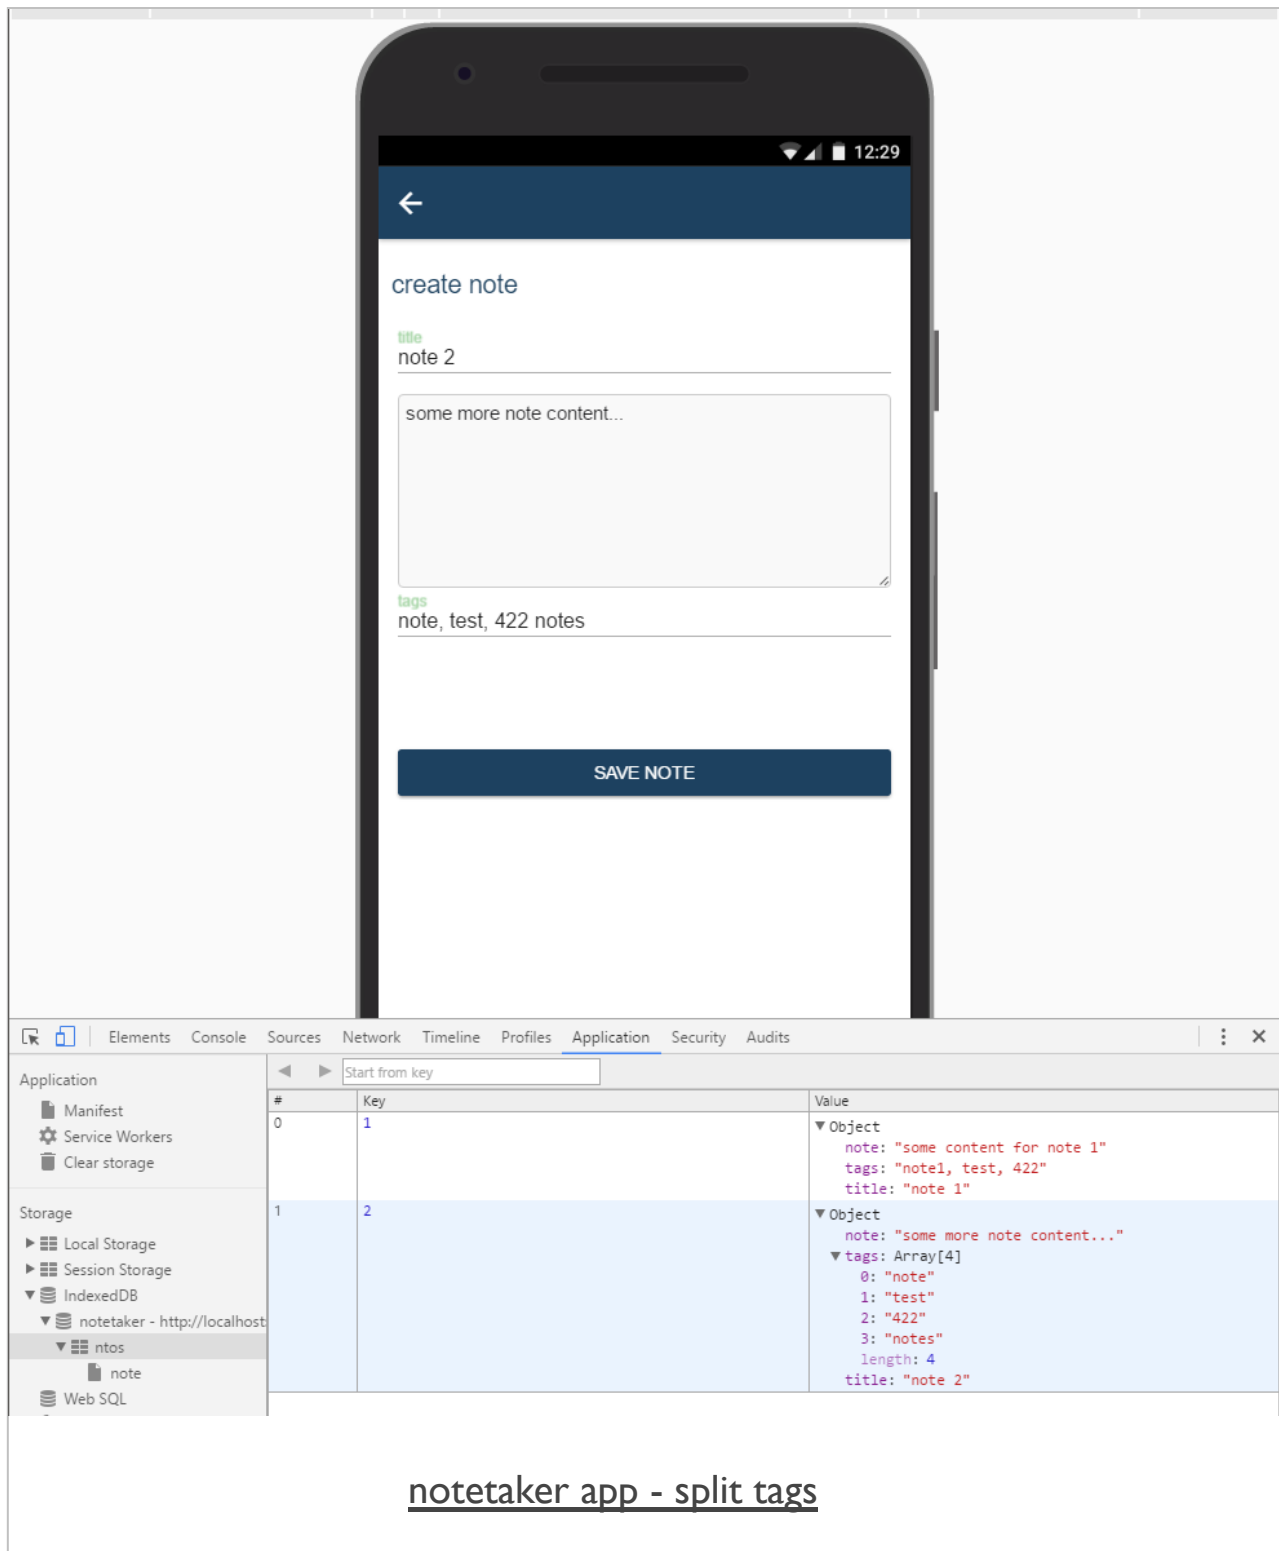 12:29
create note
title
note 2
some more note content...
tags
note, test, 422 notes
SAVE NOTE
Elements Console Sources Network Timeline Profiles Application Security Audits
Application
Manifest
Service Workers
Clear storage
Storage
Local Storage
Session Storage
IndexedDB
notetaker - http://localhost:
ntos
note
Web SQL
Start from key
# Key Value
0 1 Object
note: "some content for note 1"
tags: "note1, test, 422"
title: "note 1"
1 2 Object
note: "some more note content..."
tags: Array[4]
0: "note"
1: "test"
2: "422"
3: "notes"
length: 4
title: "note 2"
notetaker app - split tags